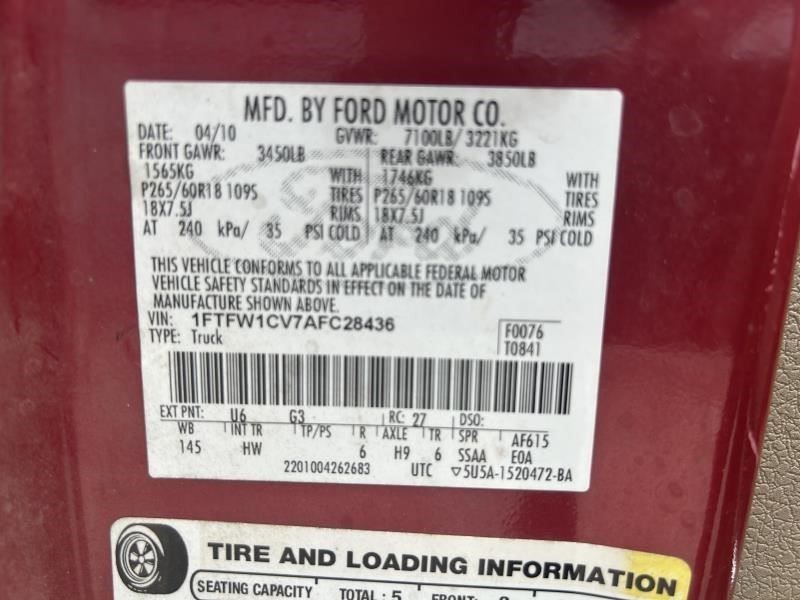 MFD. BY FORD MOTOR CO.
DATE: 04/10 GVWR: 7100LB/ 3221KG
FRONT GAWR: 3450LB REAR GAWR: 3850LB
1565KG WITH 1746KG WITH
P265/60R18 109S TIRES P265/60R18 109S TIRES
18X7.5J RIMS 18X7.5J RIMS
AT 240 kPa/ 35 PSI COLD AT 240 kPa/ 35 PSI COLD
THIS VEHICLE CONFORMS TO ALL APPLICABLE FEDERAL MOTOR
VEHICLE SAFETY STANDARDS IN EFFECT ON THE DATE OF
MANUFACTURE SHOWN ABOVE.
VIN: 1FTFW1CV7AFC28436 F0076
TYPE: Truck T0841
EXT PNT: U6 G3 RC: 27 DSO:
WB INT TR TP/PS R AXLE TR SPR AF615
145 HW 6 H9 6 SSAA E0A
2201004262683 UTC ▽5U5A-1520472-BA
TIRE AND LOADING INFORMATION
SEATING CAPACITY TOTAL : 5 FRONT: